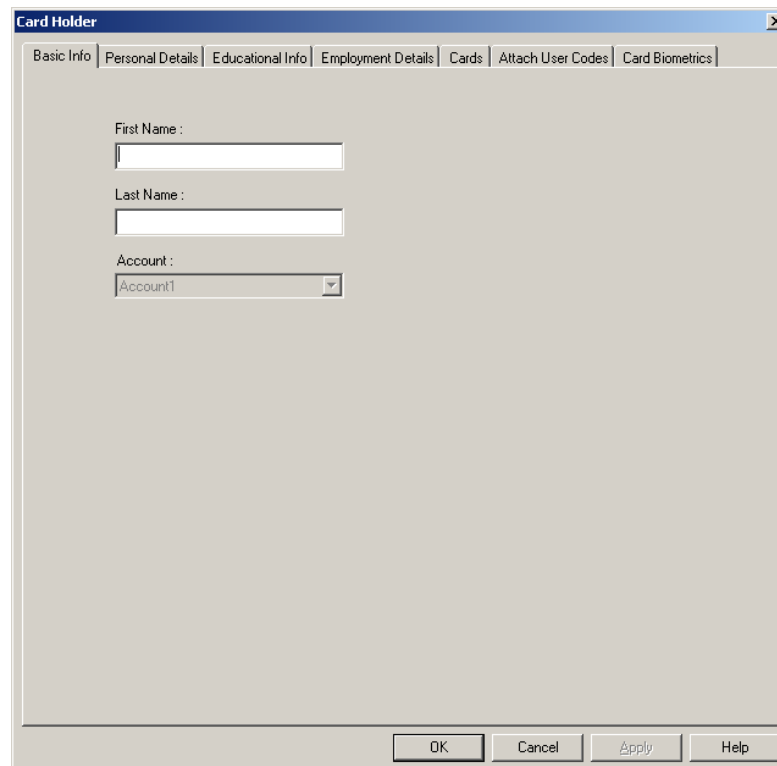 Card Holder
Basic Info Personal Details Educational Info Employment Details Cards Attach User Codes Card Biometrics
First Name :
Last Name :
Account :
Account1
OK Cancel Apply Help